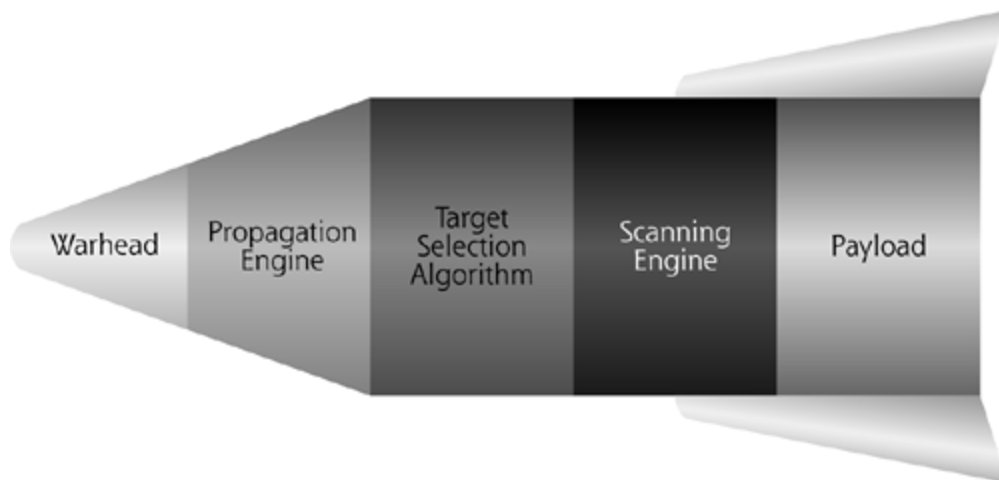 Warhead
Propagation
Engine
Target
Selection
Algorithm
Scanning
Engine
Payload